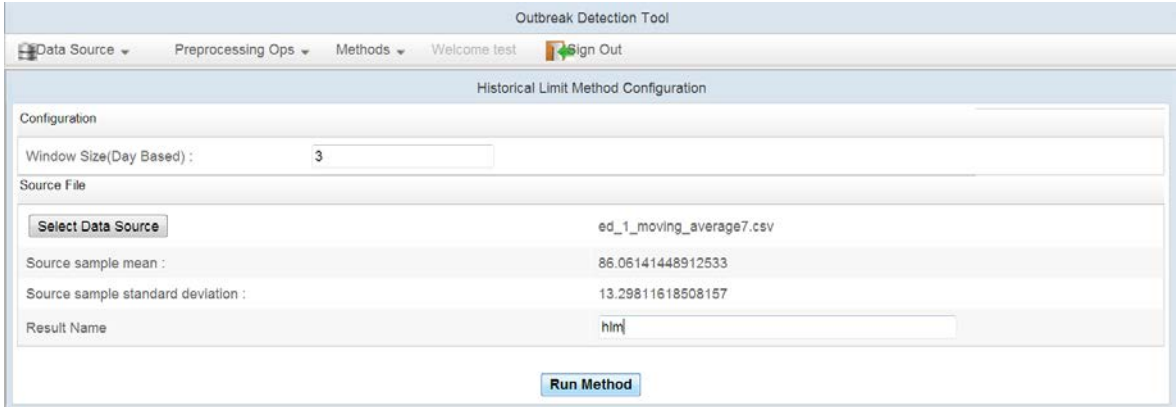 Outbreak Detection Tool
Data Source Preprocessing Ops Methods Welcome test Sign Out
Historical Limit Method Configuration
Configuration
Window Size(Day Based) : 3
Source File
Select Data Source ed_1_moving_average7.csv
Source sample mean : 86.06141448912533
Source sample standard deviation : 13.29811618508157
Result Name hlm
Run Method